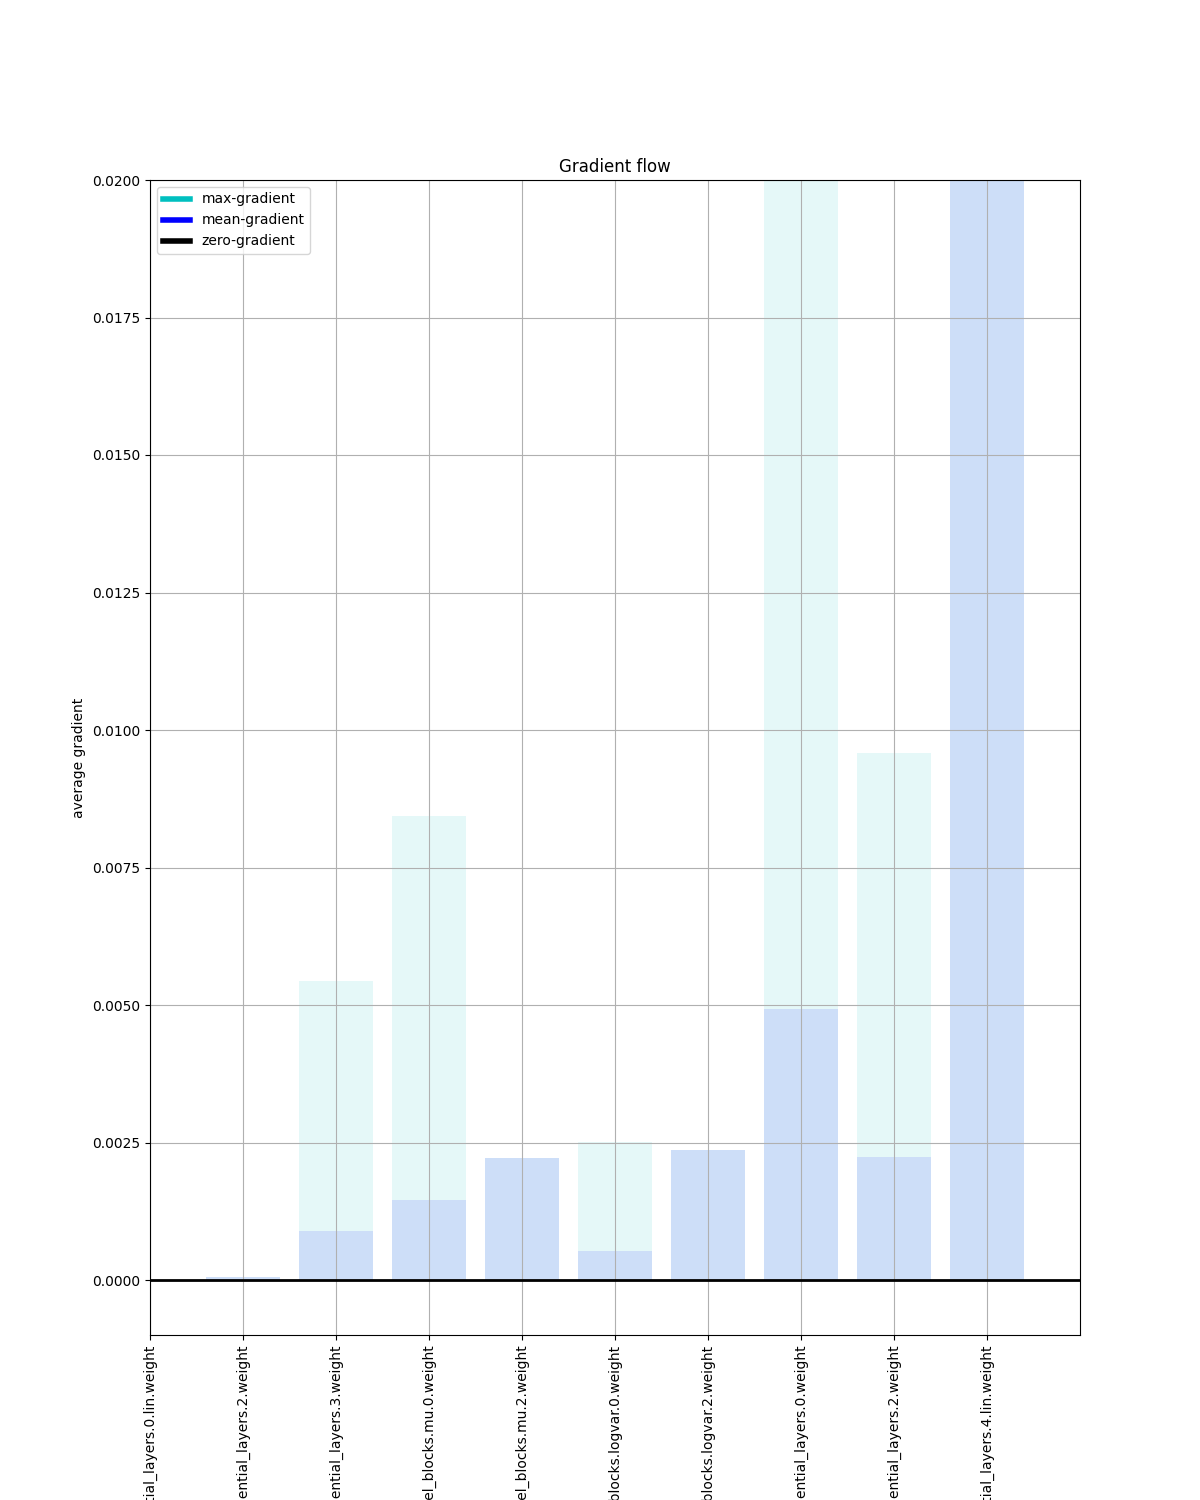 Gradient flow
max-gradient
mean-gradient
zero-gradient
0.0200
0.0175
0.0150
0.0125
0.0100
0.0075
0.0050
0.0025
0.0000
average gradient
tial_layers.0.lin.weight
ential_layers.2.weight
ential_layers.3.weight
el_blocks.mu.0.weight
el_blocks.mu.2.weight
blocks.logvar.0.weight
blocks.logvar.2.weight
ential_layers.0.weight
ential_layers.2.weight
tial_layers.4.lin.weight